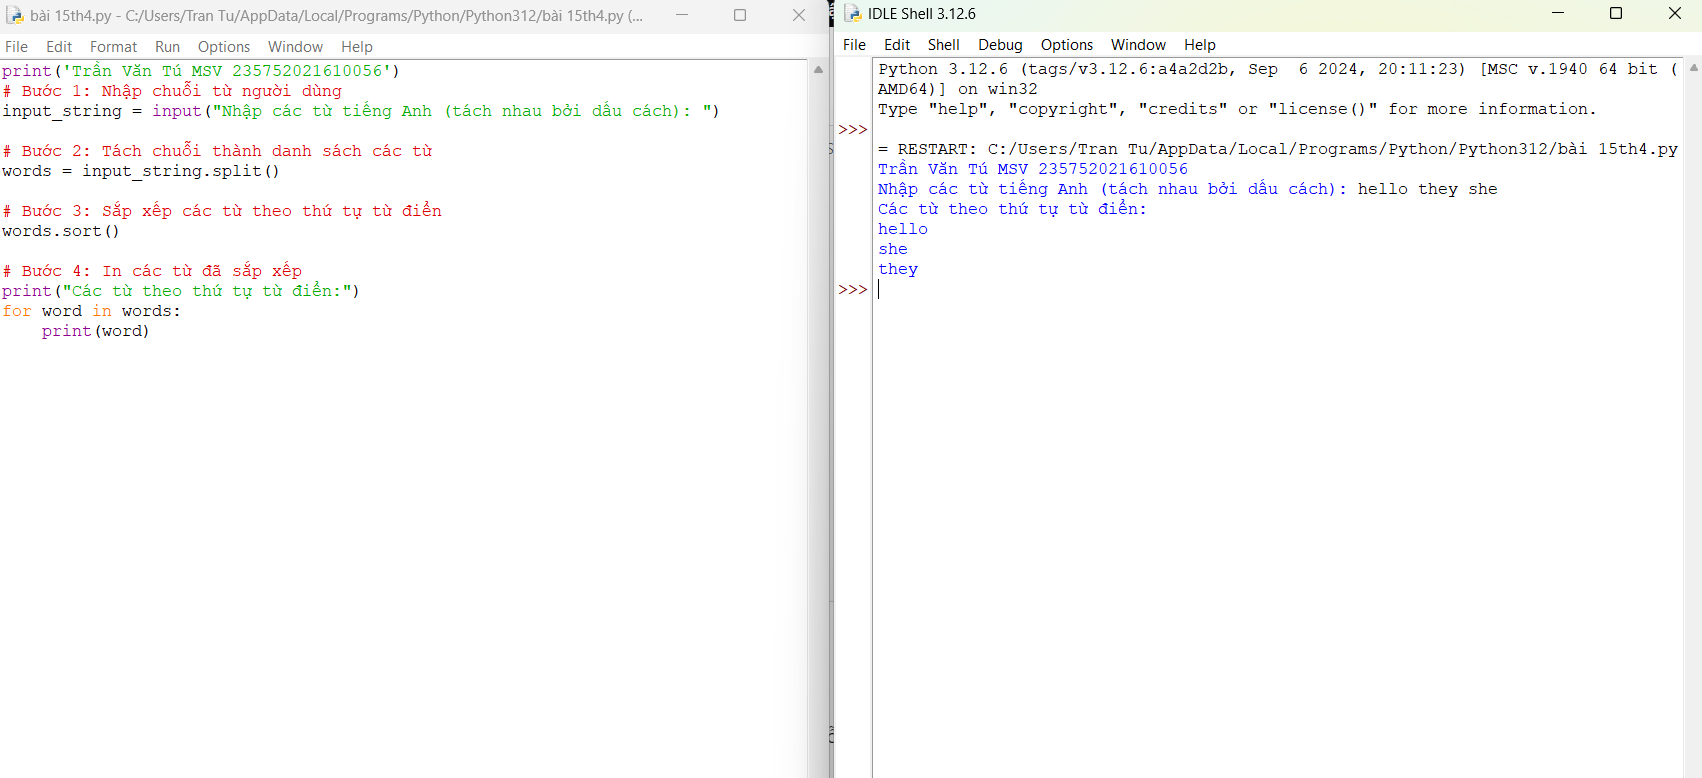 bài 15th4.py - C:/Users/Tran Tu/AppData/Local/Programs/Python/Python312/bài 15th4.py (...
File Edit Format Run Options Window Help
print('Trần Văn Tú MSV 235752021610056')
# Bước 1: Nhập chuỗi từ người dùng
input_string = input("Nhập các từ tiếng Anh (tách nhau bởi dấu cách): ")
# Bước 2: Tách chuỗi thành danh sách các từ
words = input_string.split()
# Bước 3: Sắp xếp các từ theo thứ tự từ điển
words.sort()
# Bước 4: In các từ đã sắp xếp
print("Các từ theo thứ tự từ điển:")
for word in words:
    print(word)
IDLE Shell 3.12.6
File Edit Shell Debug Options Window Help
Python 3.12.6 (tags/v3.12.6:a4a2d2b, Sep  6 2024, 20:11:23) [MSC v.1940 64 bit (
AMD64)] on win32
Type "help", "copyright", "credits" or "license()" for more information.
>>>
= RESTART: C:/Users/Tran Tu/AppData/Local/Programs/Python/Python312/bài 15th4.py
Trần Văn Tú MSV 235752021610056
Nhập các từ tiếng Anh (tách nhau bởi dấu cách): hello they she
Các từ theo thứ tự từ điển:
hello
she
they
>>>